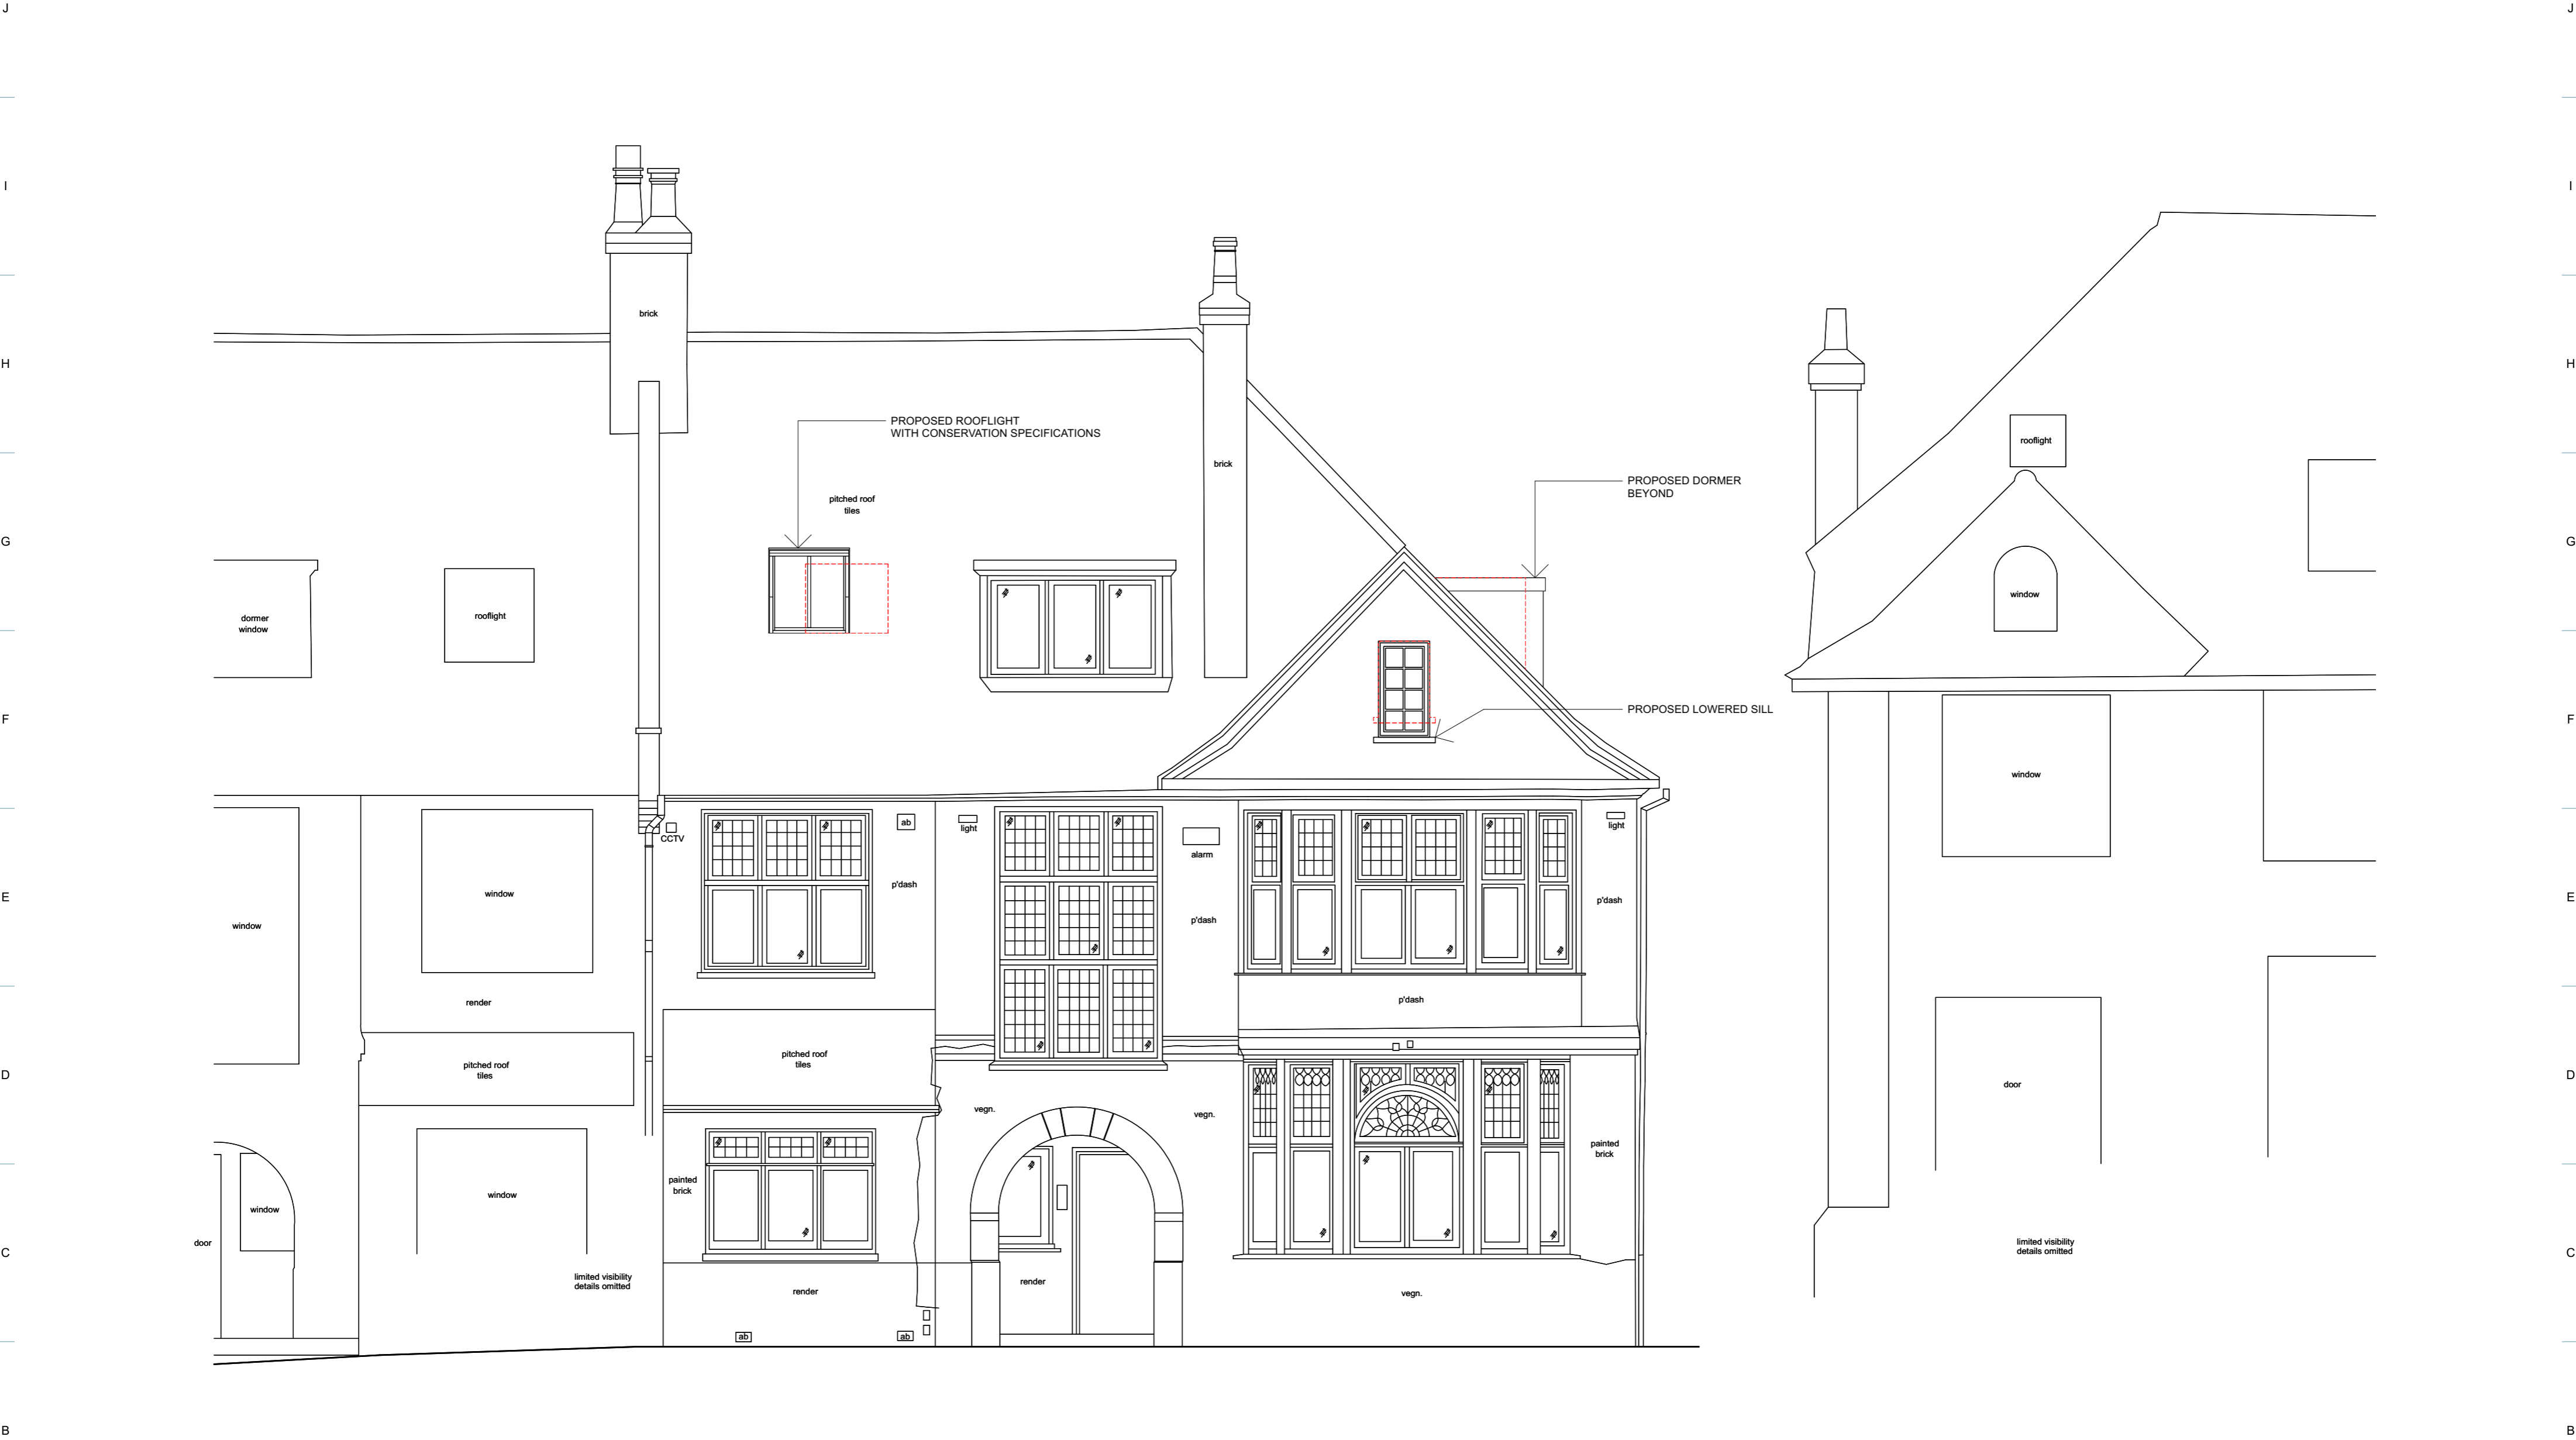 J
J
I
I
brick
H
H
PROPOSED ROOFLIGHT
WITH CONSERVATION SPECIFICATIONS
rooflight
brick
PROPOSED DORMER
BEYOND
pitched roof
tiles
G
G
window
rooflight
dormer
window
PROPOSED LOWERED SILL
F
F
window
ab
light
light
CCTV
alarm
p'dash
window
E
E
p'dash
p'dash
window
render
p'dash
pitched roof
tiles
pitched roof
tiles
D
D
door
vegn.
vegn.
painted
brick
painted
brick
window
window
door
C
C
limited visibility
details omitted
limited visibility
details omitted
render
render
vegn.
ab
ab
B
B